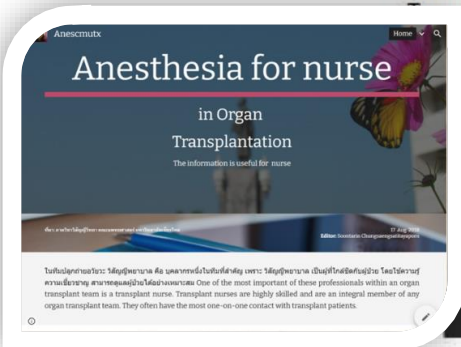 Anescmutx
Home
Anesthesia for nurse
in Organ
Transplantation
The information is useful for nurse
17 Aug
Editor:
ในทีมปลูกถ่ายอวัยวะ วิสัญญีพยาบาล คือ บุคลากรหนึ่งในทีมที่สำคัญ เพราะ วิสัญญีพยาบาล เป็นผู้ที่ใกล้ชิดกับผู้ป่วย โดยใช้ความรู้
ความเชี่ยวชาญ สามารถดูแลผู้ป่วยได้อย่างเหมาะสม One of the most important of these professionals within an organ
transplant team is a transplant nurse. Transplant nurses are highly skilled and are an integral member of any
organ transplant team. They often have the most one-on-one contact with transplant patients.